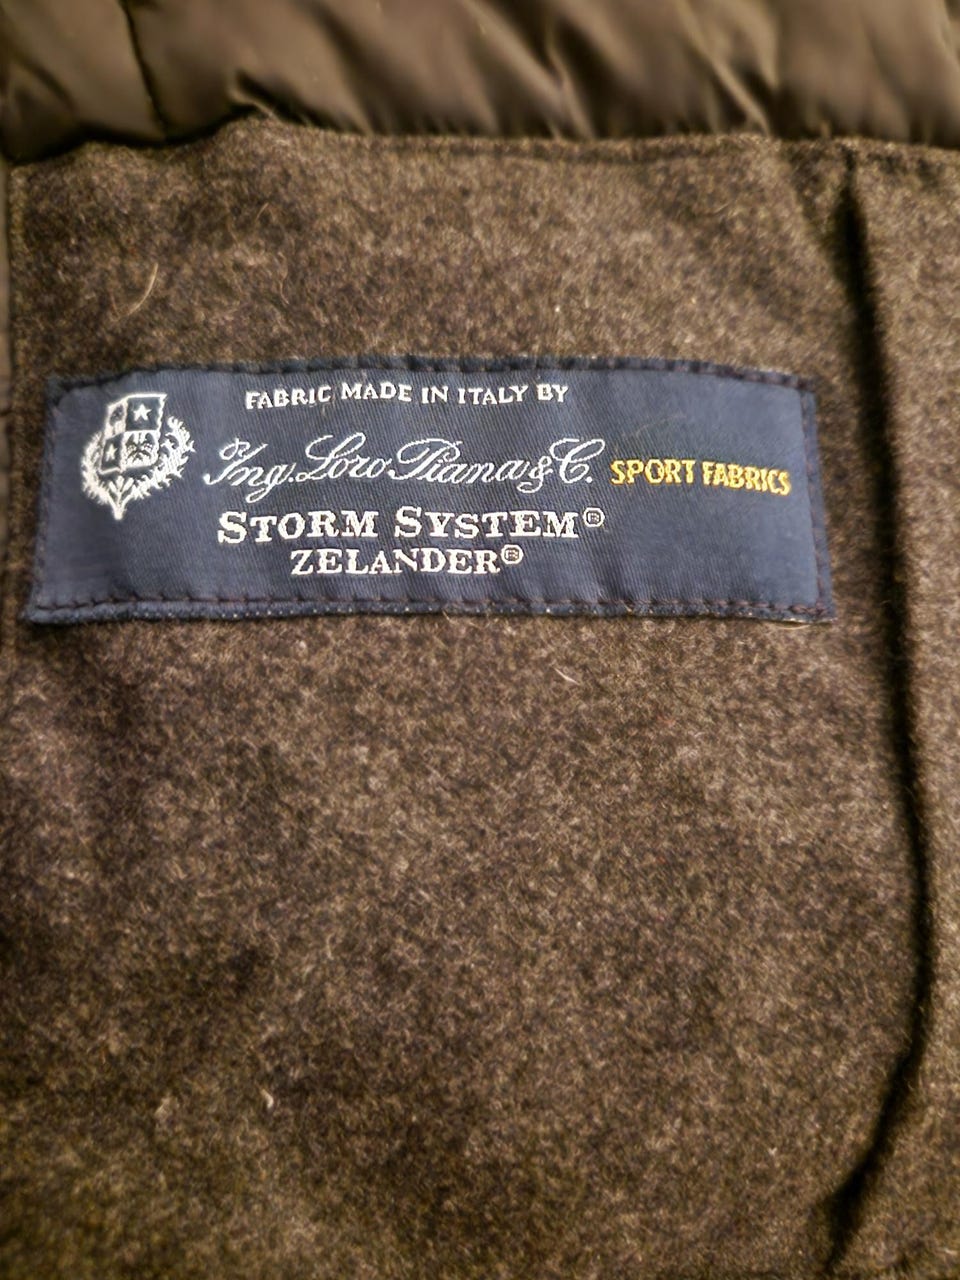 FABRIC MADE IN ITALY BY
Ing. Loro Piana & C. SPORT FABRICS
STORM SYSTEM®
ZELANDER®